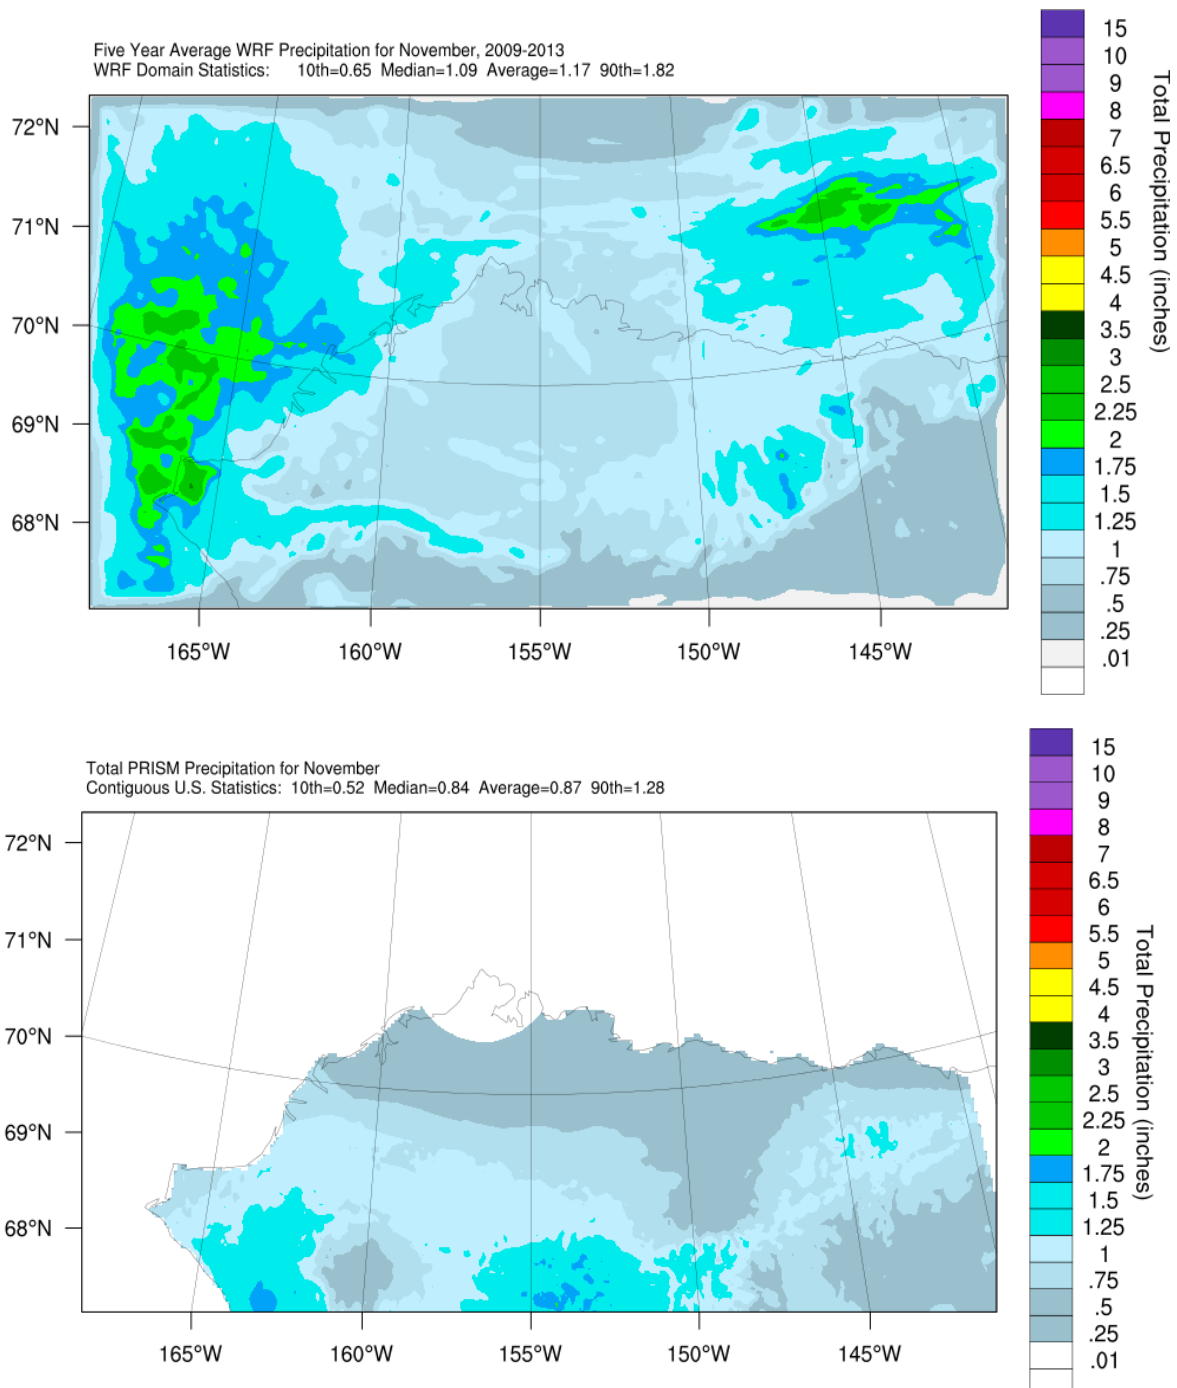 Five Year Average WRF Precipitation for November, 2009-2013
WRF Domain Statistics: 10th=0.65 Median=1.09 Average=1.17 90th=1.82
72°N
71°N
70°N
69°N
68°N
165°W
160°W
155°W
150°W
145°W
15
10
9
8
7
6.5
6
5.5
5
4.5
4
3.5
3
2.5
2.25
2
1.75
1.5
1.25
1
.75
.5
.25
.01
Total Precipitation (inches)
Total PRISM Precipitation for November
Contiguous U.S. Statistics: 10th=0.52 Median=0.84 Average=0.87 90th=1.28
72°N
71°N
70°N
69°N
68°N
165°W
160°W
155°W
150°W
145°W
15
10
9
8
7
6.5
6
5.5
5
4.5
4
3.5
3
2.5
2.25
2
1.75
1.5
1.25
1
.75
.5
.25
.01
Total Precipitation (inches)